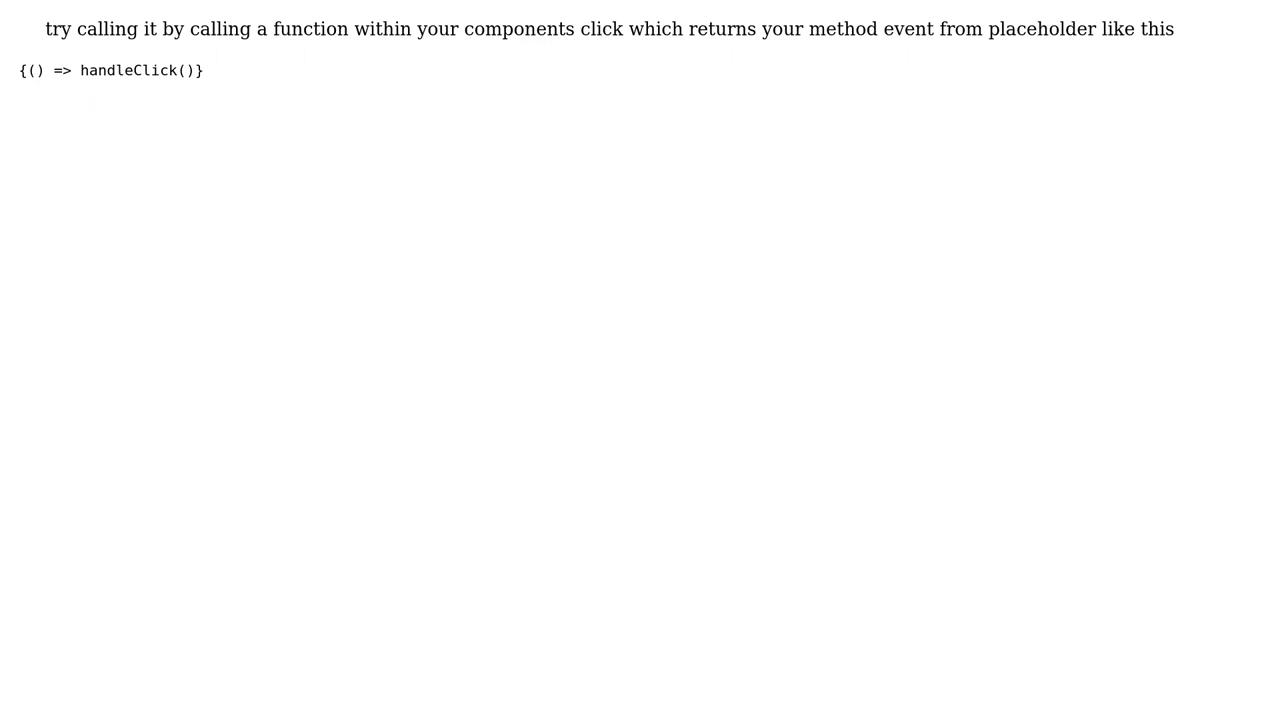 try calling it by calling a function within your components click which returns your method event from placeholder like this
{() => handleClick()}